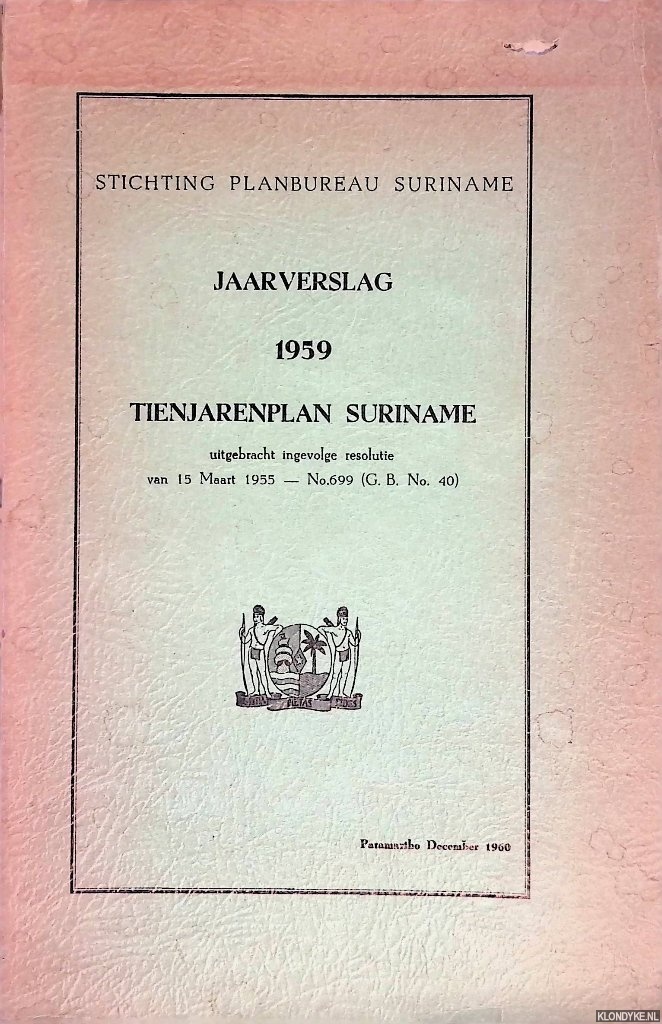 STICHTING PLANBUREAU SURINAME
JAARVERSLAG
1959
TIENJARENPLAN SURINAME
uitgebracht ingevolge resolutie
van 15 Maart 1955 — No.699 (G. B. No. 40)
PIETAS
Paramaribo December 1960
KLONDYKE.NL